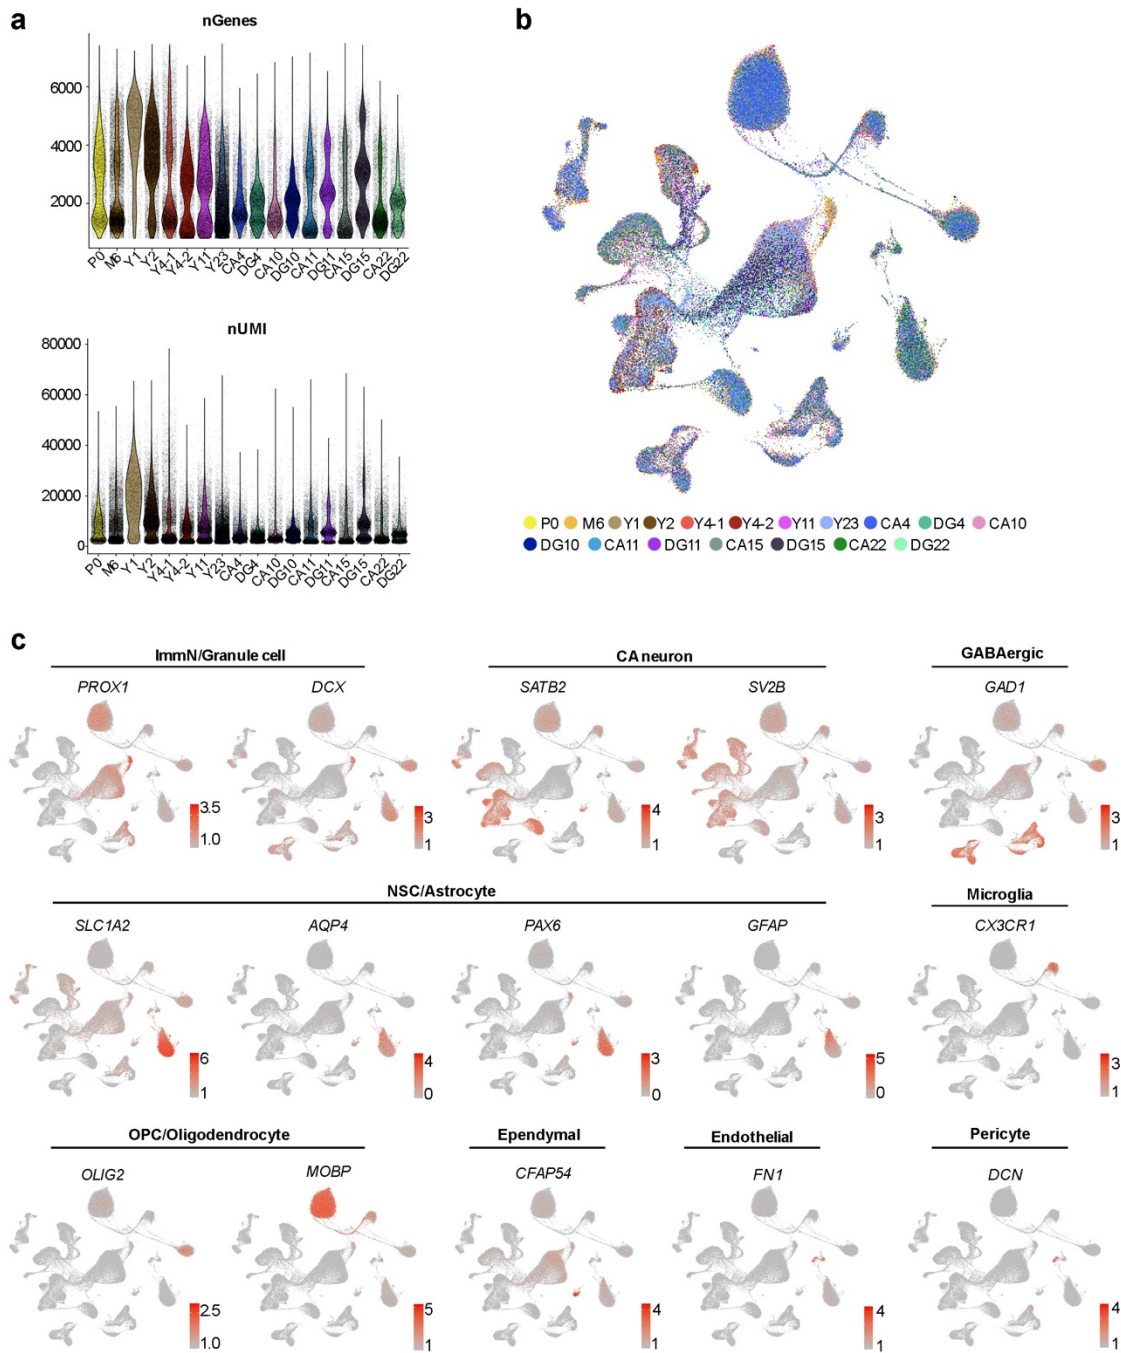 a
nGenes
6000
4000
2000
P0 M6 Y1 Y2 Y4-1 Y4-2 Y11 Y23 CA4 DG4 CA10 DG10 CA11 DG11 CA15 DG15 CA22 DG22
nUMI
80000
60000
40000
20000
0
P0 M6 Y1 Y2 Y4-1 Y4-2 Y11 Y23 CA4 DG4 CA10 DG10 CA11 DG11 CA15 DG15 CA22 DG22
b
P0 M6 Y1 Y2 Y4-1 Y4-2 Y11 Y23 CA4 DG4 CA10
DG10 CA11 DG11 CA15 DG15 CA22 DG22
c
ImmN/Granule cell CA neuron GABAergic
PROX1 DCX SATB2 SV2B GAD1
3.5 3 4 3 3
1.0 1 1 1 1
NSC/Astrocyte Microglia
SLC1A2 AQP4 PAX6 GFAP CX3CR1
6 4 3 5 3
1 0 0 0 1
OPC/Oligodendrocyte Ependymal Endothelial Pericyte
OLIG2 MOBP CFAP54 FN1 DCN
2.5 5 4 4 4
1.0 1 1 1 1